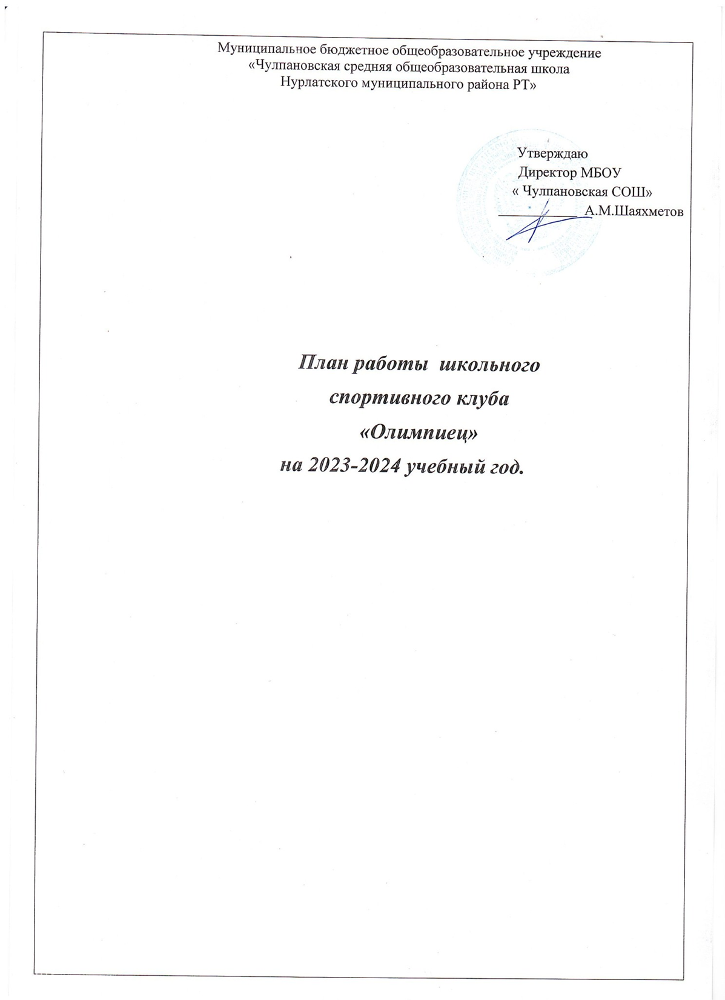 Муниципальное бюджетное общеобразовательное учреждение
«Чулпановская средняя общеобразовательная школа
Нурлатского муниципального района РТ»
Утверждаю
Директор МБОУ
« Чулпановская СОШ»
___________ А.М.Шаяхметов
План работы школьного
спортивного клуба
«Олимпиец»
на 2023-2024 учебный год.